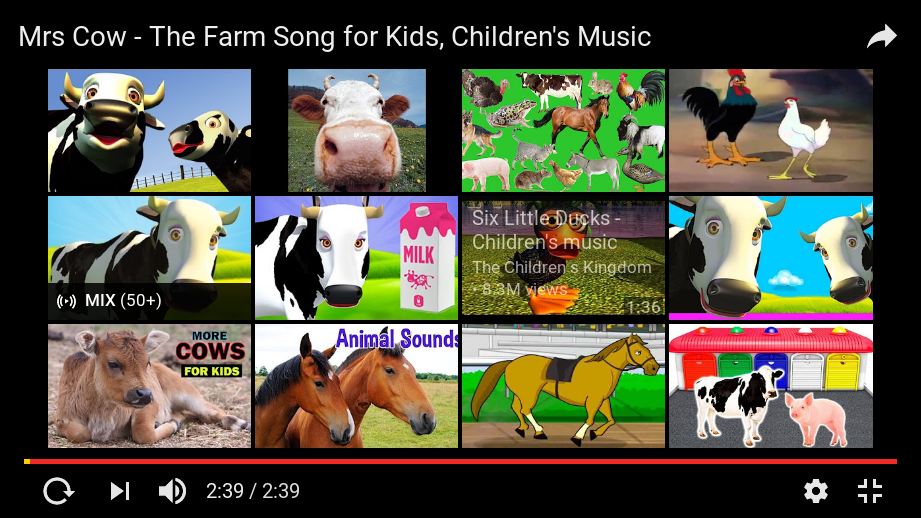 Mrs Cow - The Farm Song for Kids, Children's Music
MILK
Six Little Ducks -
Children's music
The Children's Kingdom
• 8.3M views
1:36
MIX (50+)
MORE
COWS
FOR KIDS
Animal Sounds
2:39 / 2:39